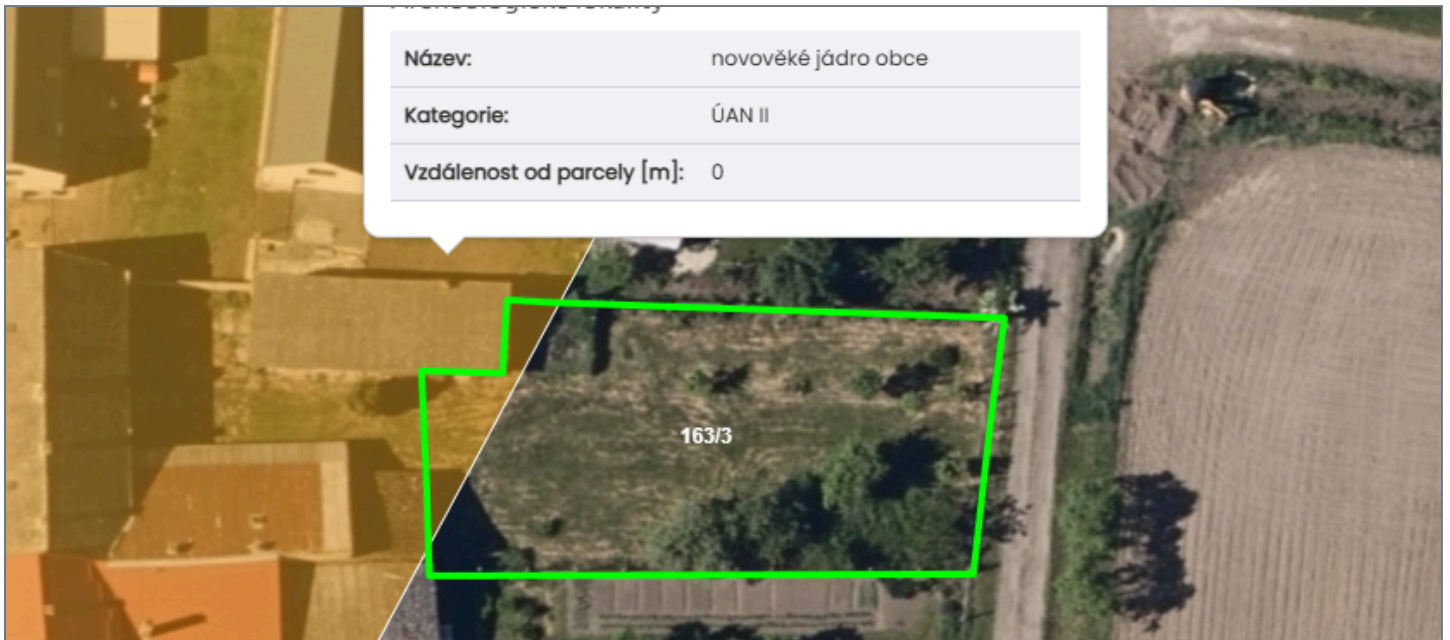 Název: novověké jádro obce
Kategorie: ÚAN II
Vzdálenost od parcely [m]: 0
163/3